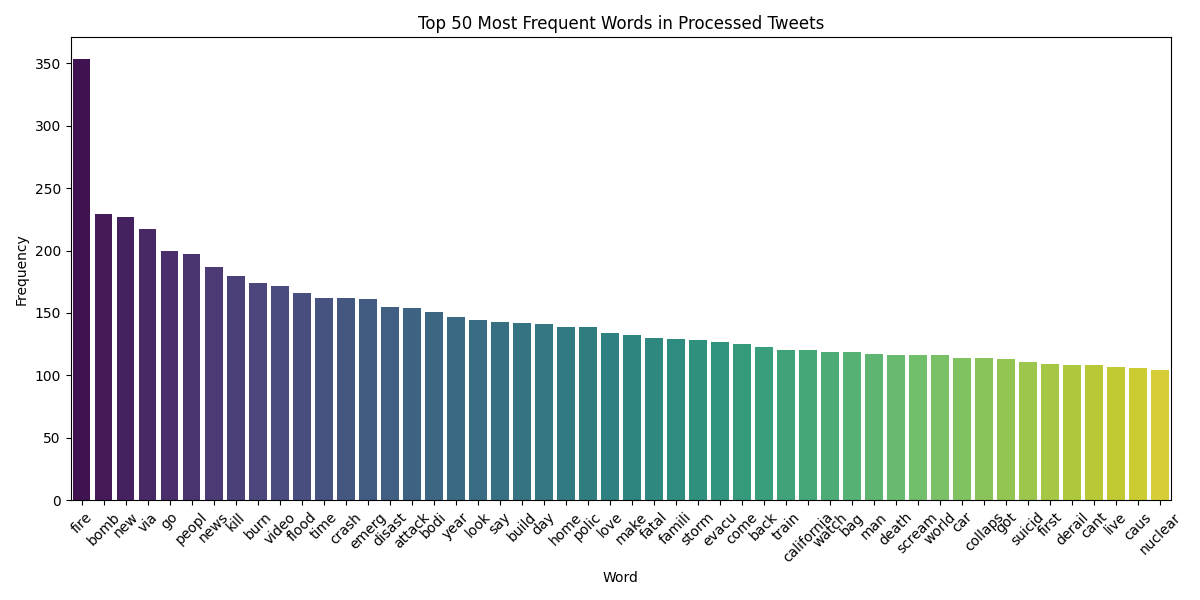 Top 50 Most Frequent Words in Processed Tweets
Frequency
350
300
250
200
150
100
50
0
fire
bomb
new
via
go
peopl
news
kill
burn
video
flood
time
crash
emerg
disast
attack
bodi
year
look
say
build
day
home
polic
love
make
fatal
famili
storm
evacu
come
back
train
california
watch
bag
man
death
scream
world
car
collaps
got
suicid
first
derail
cant
live
caus
nuclear
Word